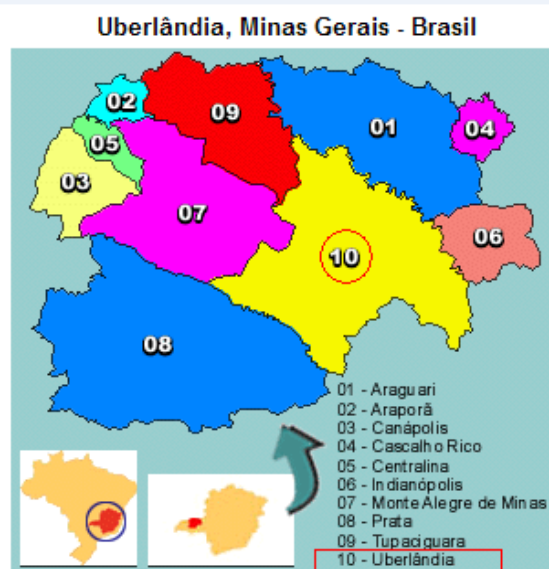 Uberlândia, Minas Gerais - Brasil
02
09
01
04
05
03
07
10
06
08
01 - Araguari
02 - Araporã
03 - Canápolis
04 - Cascalho Rico
05 - Centralina
06 - Indianópolis
07 - Monte Alegre de Minas
08 - Prata
09 - Tupaciguara
10 - Uberlândia